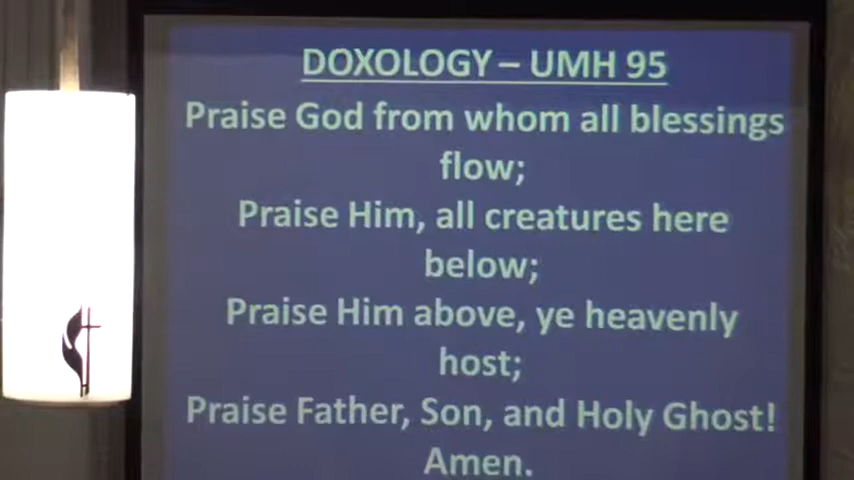 DOXOLOGY – UMH 95
Praise God from whom all blessings
flow;
Praise Him, all creatures here
below;
Praise Him above, ye heavenly
host;
Praise Father, Son, and Holy Ghost!
Amen.